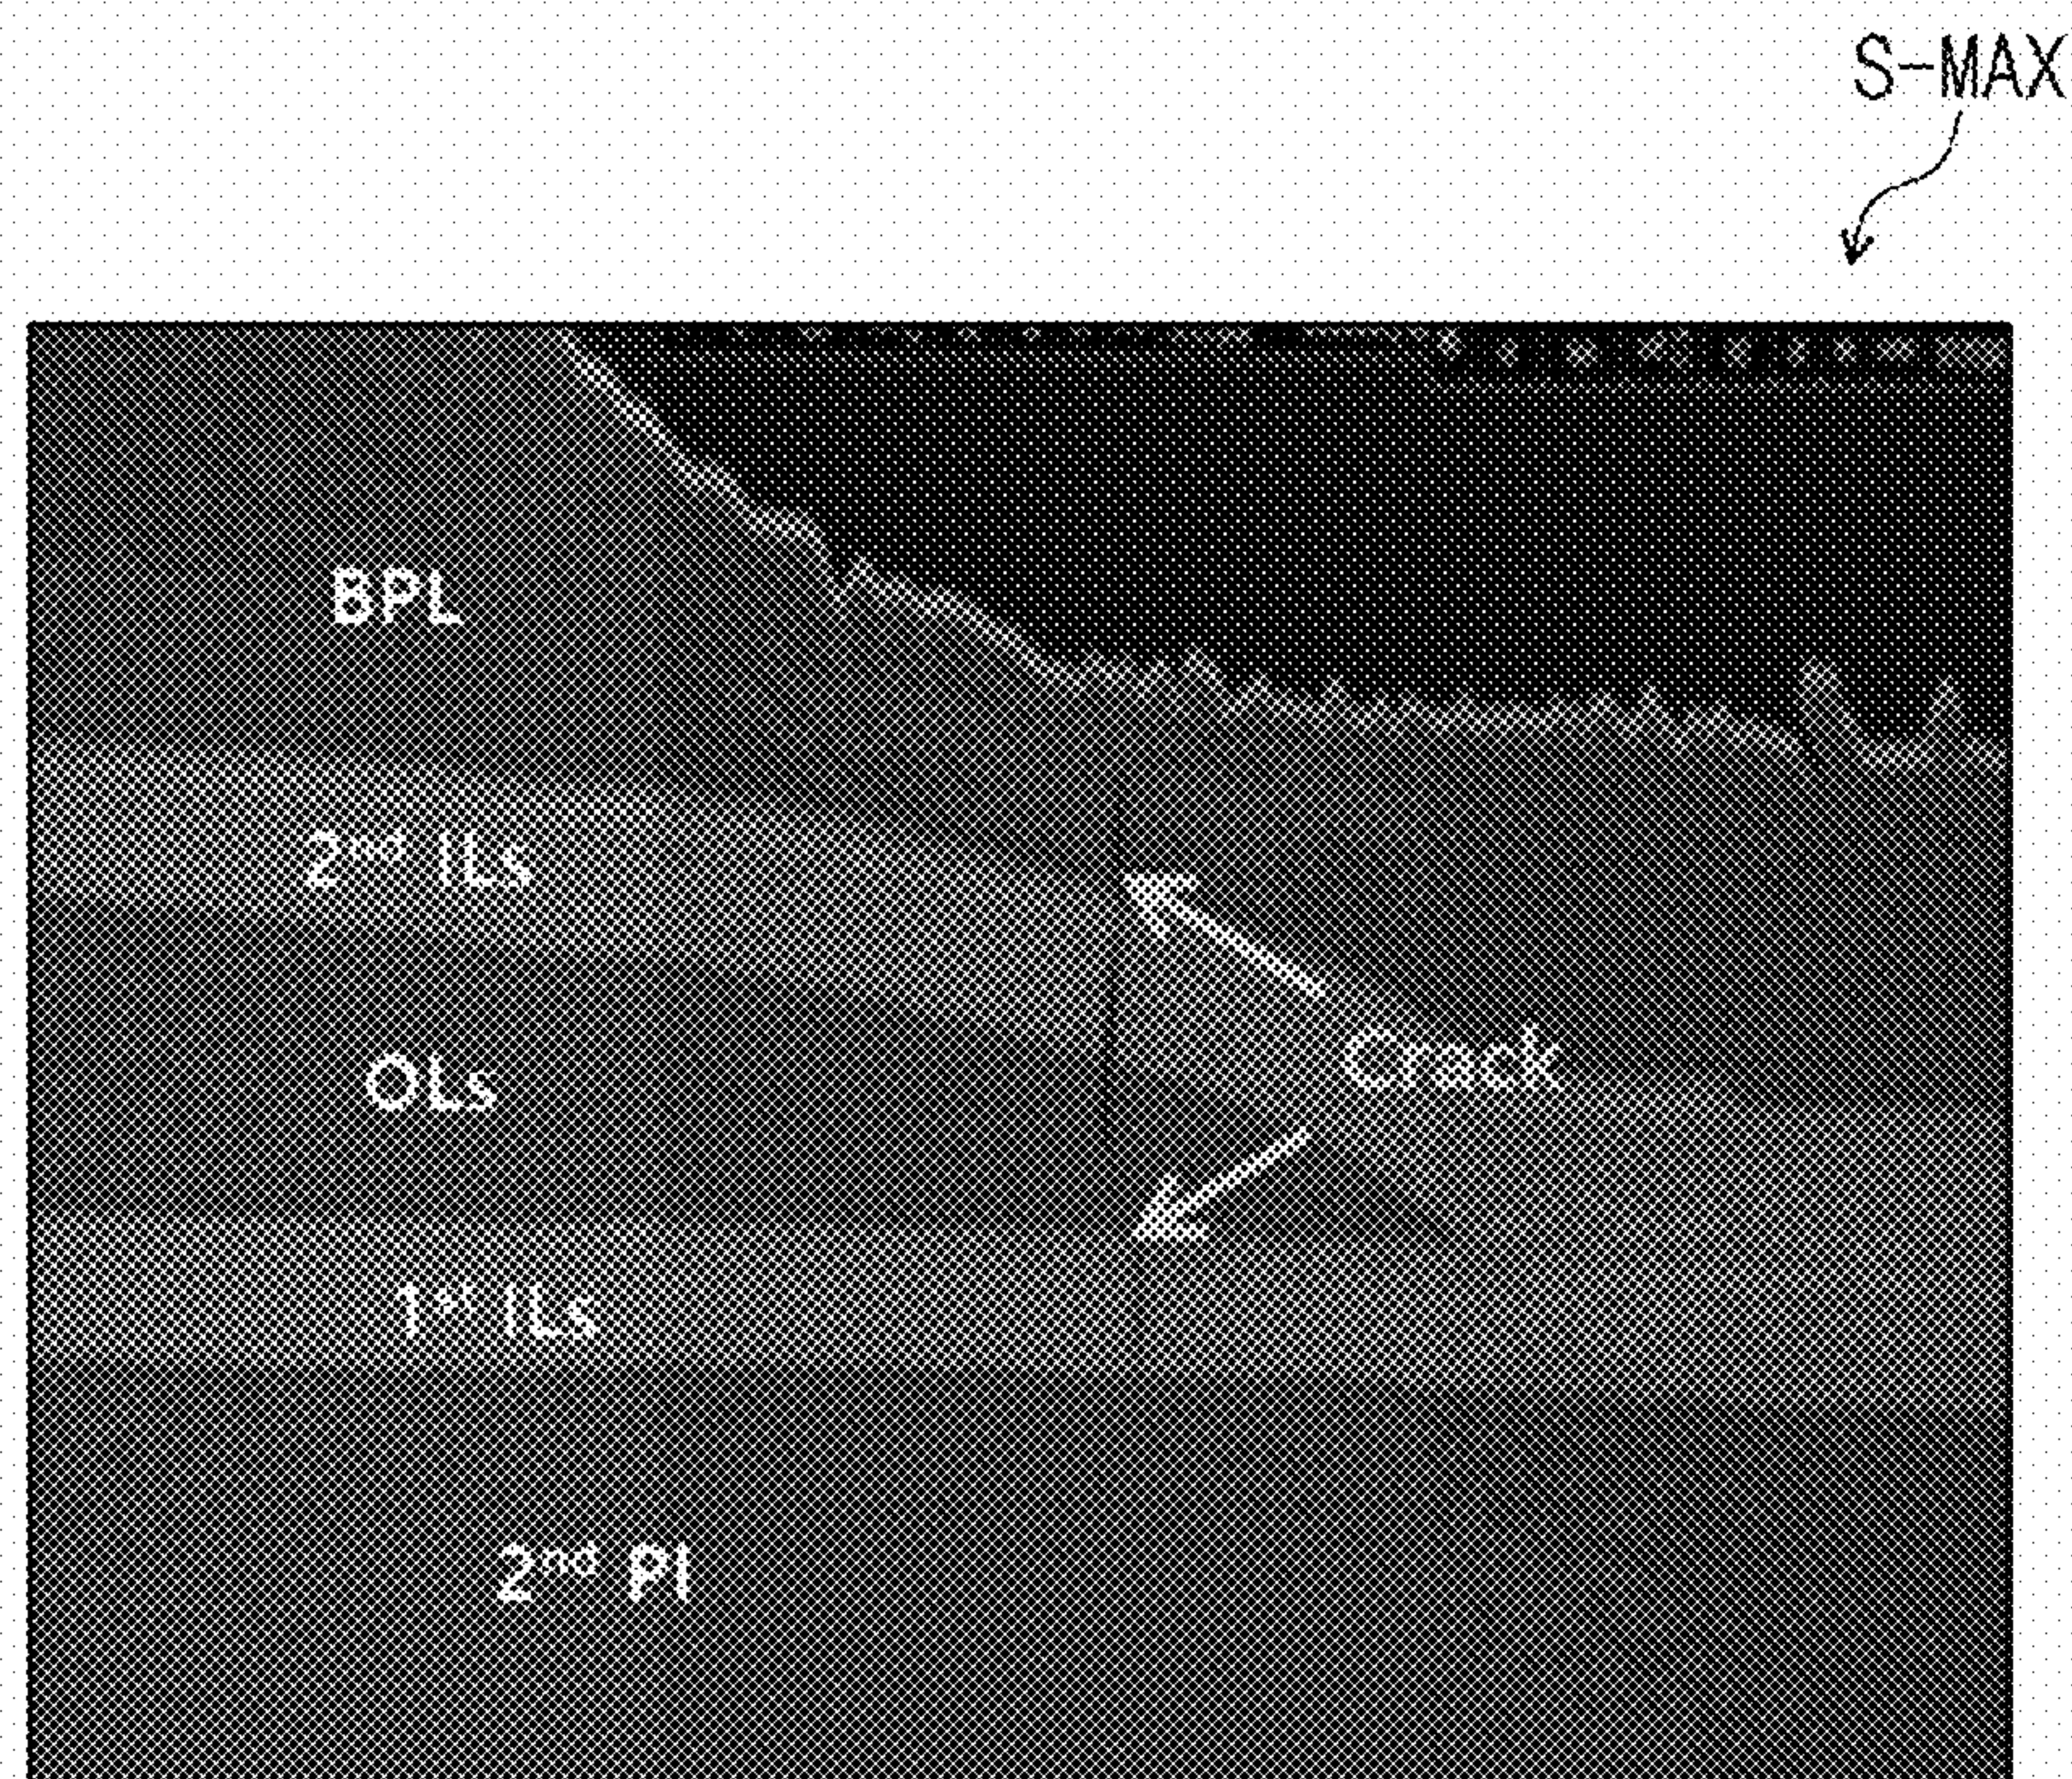 S-MAX
BPL
2nd ILs
OLs
Crack
1st ILs
2nd PI